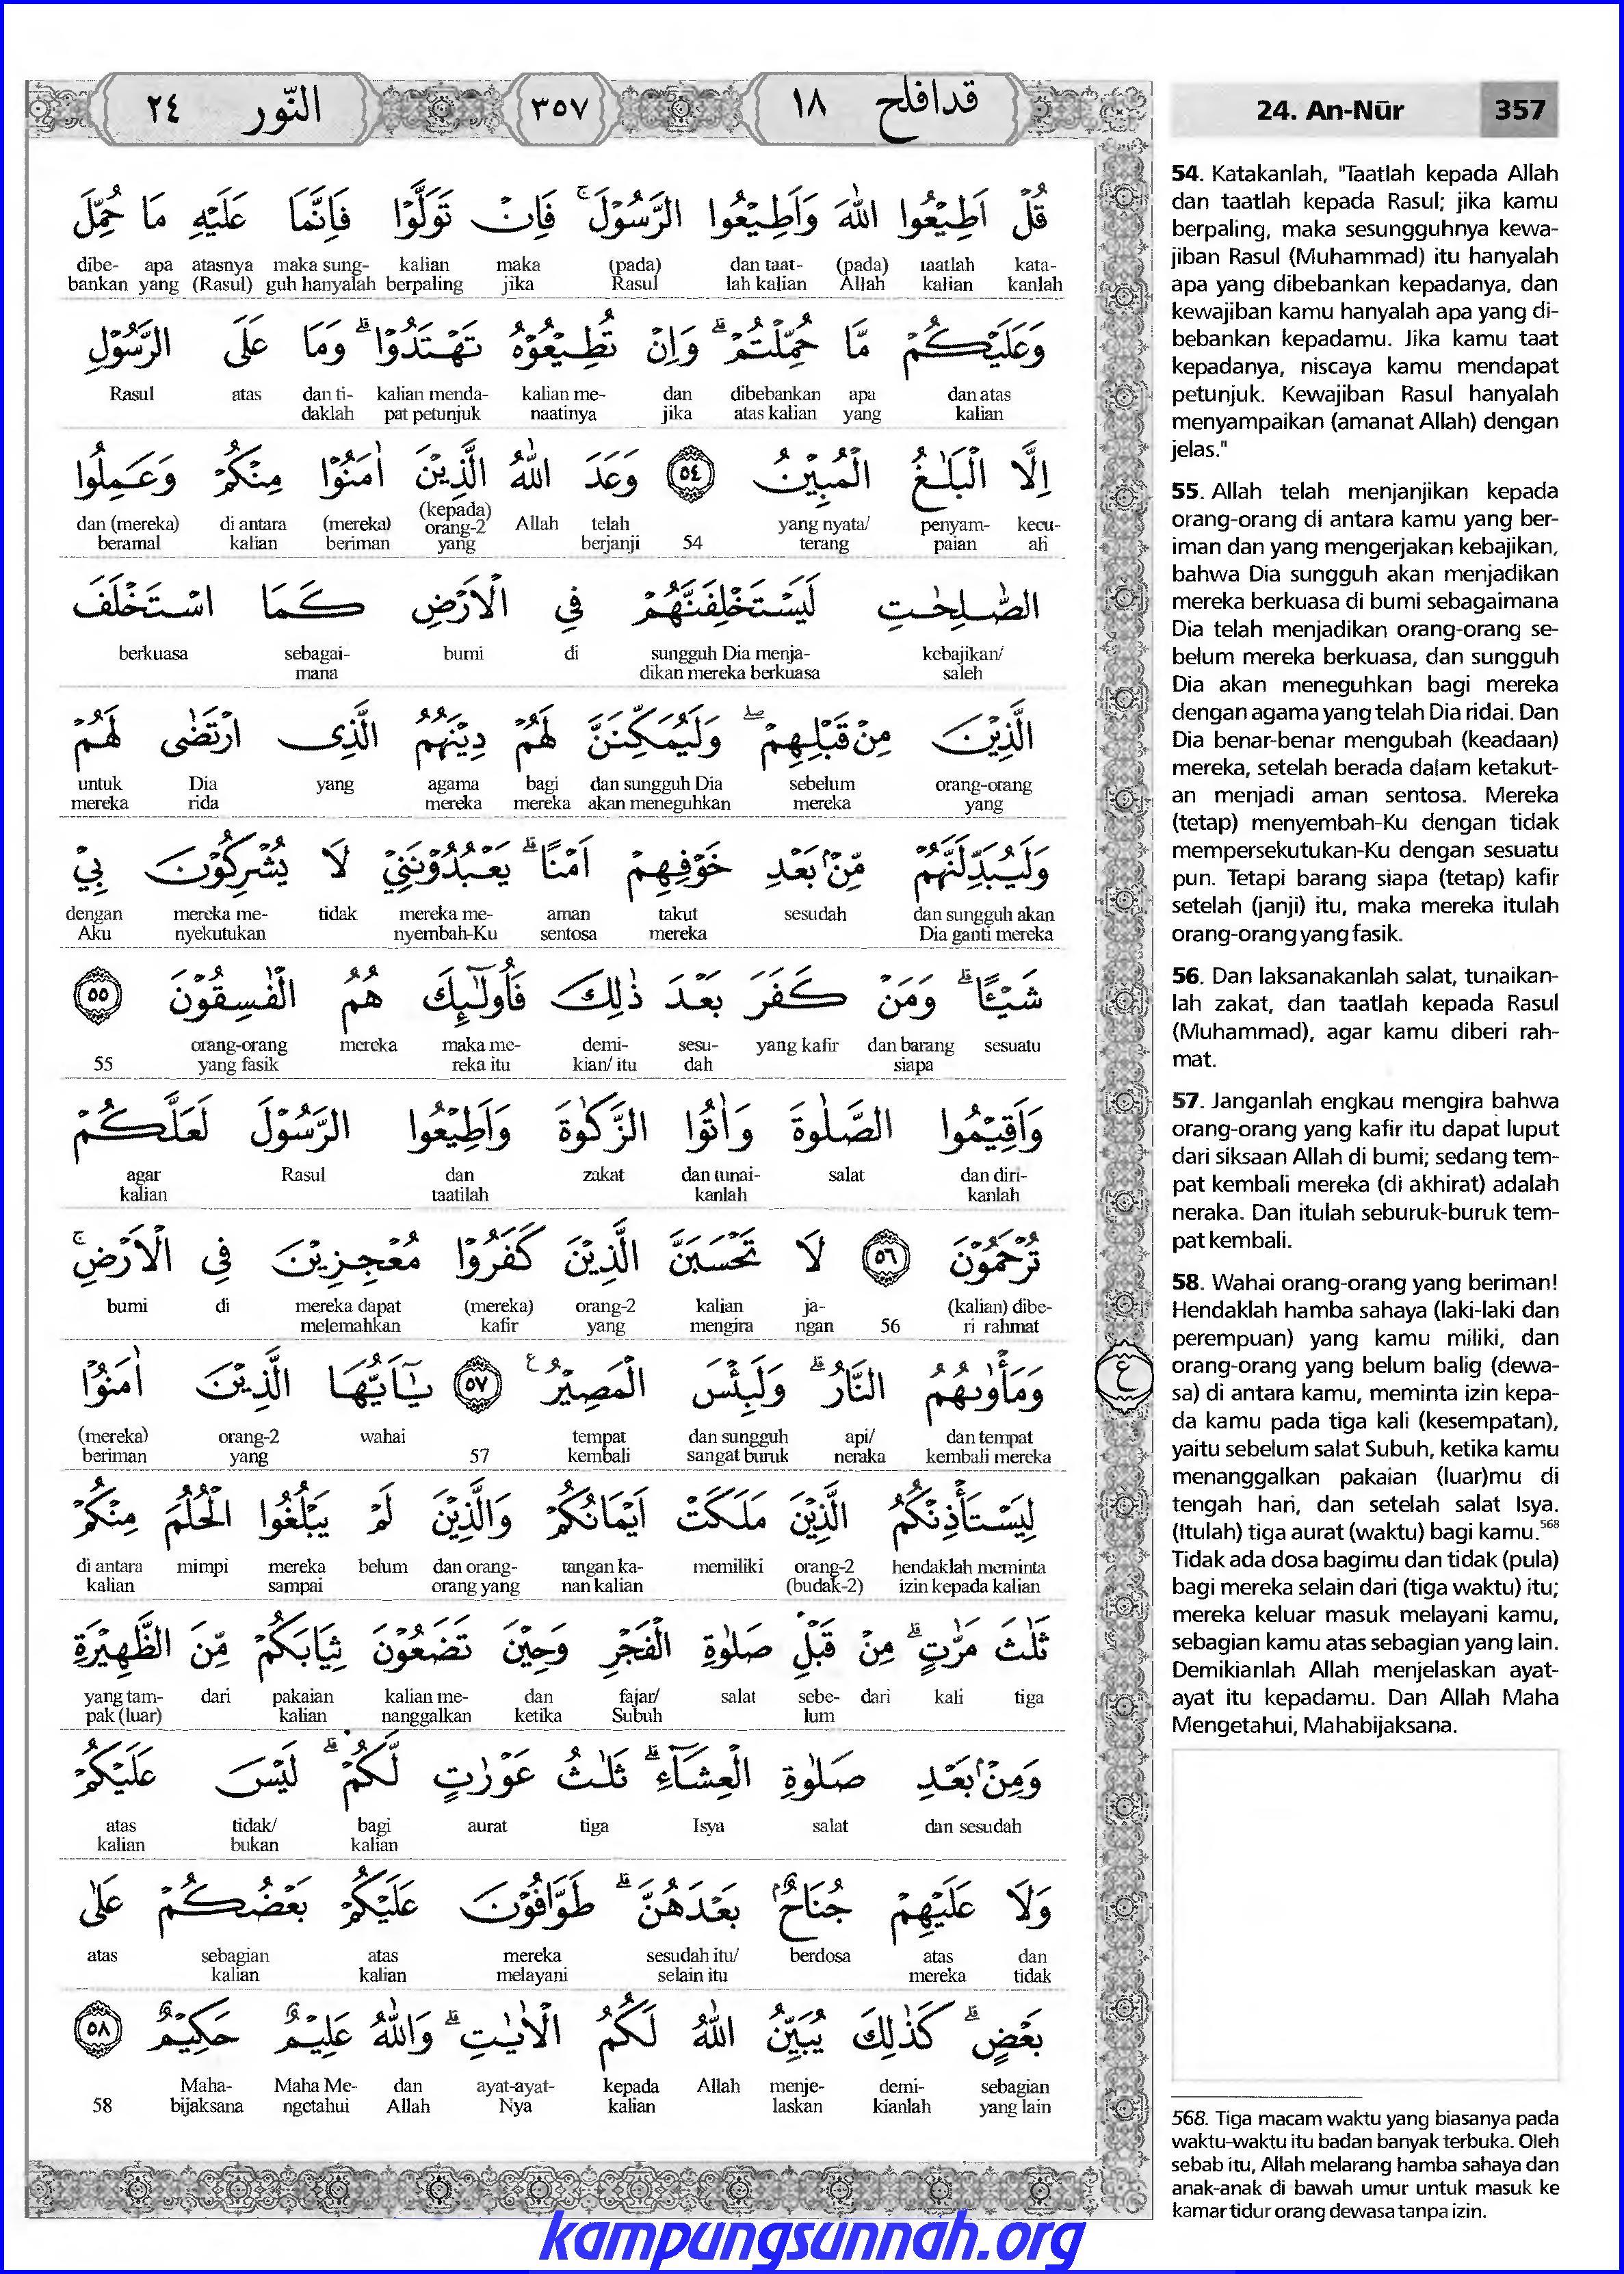 النّور ٢٤
٣٥٧
قدافلح ١٨
قُلْ اَطِيْعُوا اللّٰهَ وَاَطِيْعُوا الرَّسُوْلَۚ فَاِنْ تَوَلَّوْا فَاِنَّمَا عَلَيْهِ مَا حُمِّلَ
dibe- apa atasnya maka sung- kalian maka (pada) dan taat- (pada) taatlah kata-
bankan yang (Rasul) guh hanyalah berpaling jika Rasul lah kalian Allah kalian kanlah
وَعَلَيْكُمْ مَّا حُمِّلْتُمْۗ وَاِنْ تُطِيْعُوْهُ تَهْتَدُوْاۗ وَمَا عَلَى الرَّسُوْلِ
Rasul atas dan ti- kalian menda- kalian me- dan dibebankan apa dan atas
daklah pat petunjuk naatinya jika atas kalian yang kalian
اِلَّا الْبَلٰغُ الْمُبِيْنُ ٥٤ وَعَدَ اللّٰهُ الَّذِيْنَ اٰمَنُوْا مِنْكُمْ وَعَمِلُوا
dan (mereka) di antara (mereka) (kepada) orang-2 Allah telah yang nyata/ penyam- kecu-
beramal kalian beriman yang berjanji 54 terang paian ali
الصّٰلِحٰتِ لَيَسْتَخْلِفَنَّهُمْ فِي الْاَرْضِ كَمَا اسْتَخْلَفَ
berkuasa sebagai- bumi di sungguh Dia menja- kebajikan/
mana dikan mereka berkuasa saleh
الَّذِيْنَ مِنْ قَبْلِهِمْۖ وَلَيُمَكِّنَنَّ لَهُمْ دِيْنَهُمُ الَّذِى ارْتَضٰى لَهُمْ
untuk Dia yang agama bagi dan sungguh Dia sebelum orang-orang
mereka rida mereka mereka akan meneguhkan mereka yang
وَلَيُبَدِّلَنَّهُمْ مِّنْۢ بَعْدِ خَوْفِهِمْ اَمْنًاۗ يَعْبُدُوْنَنِيْ لَا يُشْرِكُوْنَ بِيْ
dengan mereka me- tidak mereka me- aman takut sesudah dan sungguh akan
Aku nyekutukan nyembah-Ku sentosa mereka Dia ganti mereka
شَيْـًٔاۗ وَمَنْ كَفَرَ بَعْدَ ذٰلِكَ فَاُولٰۤىِٕكَ هُمُ الْفٰسِقُوْنَ ٥٥
orang-orang mereka maka me- demi- sesu- yang kafir dan barang sesuatu
55 yang fasik reka itu kian/ itu dah siapa
وَاَقِيْمُوا الصَّلٰوةَ وَاٰتُوا الزَّكٰوةَ وَاَطِيْعُوا الرَّسُوْلَ لَعَلَّكُمْ
agar Rasul dan zakat dan tunai- salat dan diri-
kalian taatilah kanlah kanlah
تُرْحَمُوْنَ ٥٦ لَا تَحْسَبَنَّ الَّذِيْنَ كَفَرُوْا مُعْجِزِيْنَ فِى الْاَرْضِۚ
bumi di mereka dapat (mereka) orang-2 kalian ja- (kalian) dibe-
melemahkan kafir yang mengira ngan 56 ri rahmat
وَمَأْوٰىهُمُ النَّارُۗ وَلَبِئْسَ الْمَصِيْرُ ࣖ ٥٧ يٰٓاَيُّهَا الَّذِيْنَ اٰمَنُوْا
ع
(mereka) orang-2 wahai tempat dan sungguh api/ dan tempat
beriman yang 57 kembali sangat buruk neraka kembali mereka
لِيَسْتَأْذِنْكُمُ الَّذِيْنَ مَلَكَتْ اَيْمَانُكُمْ وَالَّذِيْنَ لَمْ يَبْلُغُوا الْحُلُمَ مِنْكُمْ
di antara mimpi mereka belum dan orang- tangan ka- memiliki orang-2 hendaklah meminta
kalian sampai orang yang nan kalian (budak-2) izin kepada kalian
ثَلٰثَ مَرّٰتٍۗ مِنْ قَبْلِ صَلٰوةِ الْفَجْرِ وَحِيْنَ تَضَعُوْنَ ثِيَابَكُمْ مِّنَ الظَّهِيْرَةِ
yang tam- dari pakaian kalian me- dan fajar/ salat sebe- dari kali tiga
pak (luar) kalian nanggalkan ketika Subuh lum
وَمِنْۢ بَعْدِ صَلٰوةِ الْعِشَاۤءِۗ ثَلٰثُ عَوْرٰتٍ لَّكُمْۗ لَيْسَ عَلَيْكُمْ
atas tidak/ bagi aurat tiga Isya salat dan sesudah
kalian bukan kalian
وَلَا عَلَيْهِمْ جُنَاحٌۢ بَعْدَهُنَّۗ طَوَّافُوْنَ عَلَيْكُمْ بَعْضُكُمْ عَلٰى
atas sebagian atas mereka sesudah itu/ berdosa atas dan
kalian kalian melayani selain itu mereka tidak
بَعْضٍۗ كَذٰلِكَ يُبَيِّنُ اللّٰهُ لَكُمُ الْاٰيٰتِۗ وَاللّٰهُ عَلِيْمٌ حَكِيْمٌ ٥٨
Maha- Maha Me- dan ayat-ayat- kepada Allah menje- demi- sebagian
58 bijaksana ngetahui Allah Nya kalian laskan kianlah yang lain
24. An-Nūr 357
54. Katakanlah, "Taatlah kepada Allah
dan taatlah kepada Rasul; jika kamu
berpaling, maka sesungguhnya kewa-
jiban Rasul (Muhammad) itu hanyalah
apa yang dibebankan kepadanya, dan
kewajiban kamu hanyalah apa yang di-
bebankan kepadamu. Jika kamu taat
kepadanya, niscaya kamu mendapat
petunjuk. Kewajiban Rasul hanyalah
menyampaikan (amanat Allah) dengan
jelas."
55. Allah telah menjanjikan kepada
orang-orang di antara kamu yang ber-
iman dan yang mengerjakan kebajikan,
bahwa Dia sungguh akan menjadikan
mereka berkuasa di bumi sebagaimana
Dia telah menjadikan orang-orang se-
belum mereka berkuasa, dan sungguh
Dia akan meneguhkan bagi mereka
dengan agama yang telah Dia ridai. Dan
Dia benar-benar mengubah (keadaan)
mereka, setelah berada dalam ketakut-
an menjadi aman sentosa. Mereka
(tetap) menyembah-Ku dengan tidak
mempersekutukan-Ku dengan sesuatu
pun. Tetapi barang siapa (tetap) kafir
setelah (janji) itu, maka mereka itulah
orang-orang yang fasik.
56. Dan laksanakanlah salat, tunaikan-
lah zakat, dan taatlah kepada Rasul
(Muhammad), agar kamu diberi rah-
mat.
57. Janganlah engkau mengira bahwa
orang-orang yang kafir itu dapat luput
dari siksaan Allah di bumi; sedang tem-
pat kembali mereka (di akhirat) adalah
neraka. Dan itulah seburuk-buruk tem-
pat kembali.
58. Wahai orang-orang yang beriman!
Hendaklah hamba sahaya (laki-laki dan
perempuan) yang kamu miliki, dan
orang-orang yang belum balig (dewa-
sa) di antara kamu, meminta izin kepa-
da kamu pada tiga kali (kesempatan),
yaitu sebelum salat Subuh, ketika kamu
menanggalkan pakaian (luar)mu di
tengah hari, dan setelah salat Isya.
(Itulah) tiga aurat (waktu) bagi kamu.568
Tidak ada dosa bagimu dan tidak (pula)
bagi mereka selain dari (tiga waktu) itu;
mereka keluar masuk melayani kamu,
sebagian kamu atas sebagian yang lain.
Demikianlah Allah menjelaskan ayat-
ayat itu kepadamu. Dan Allah Maha
Mengetahui, Mahabijaksana.
568. Tiga macam waktu yang biasanya pada
waktu-waktu itu badan banyak terbuka. Oleh
sebab itu, Allah melarang hamba sahaya dan
anak-anak di bawah umur untuk masuk ke
kamar tidur orang dewasa tanpa izin.
kampungsunnah.org